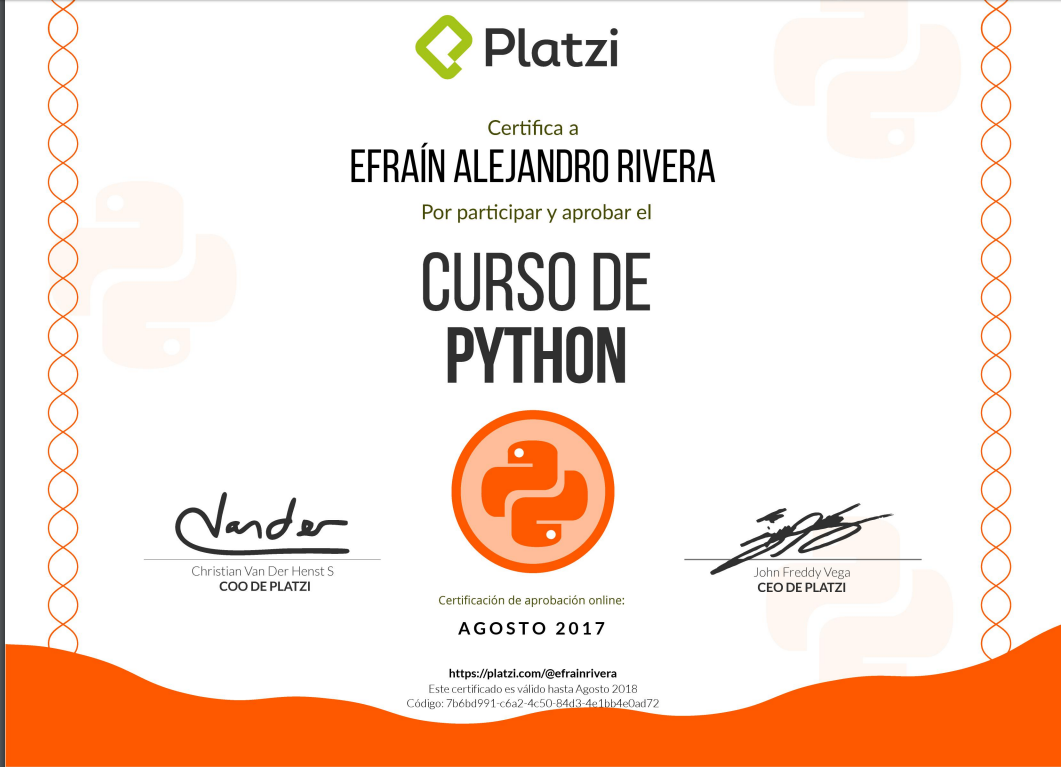 Platzi
Certifica a
EFRAÍN ALEJANDRO RIVERA
Por participar y aprobar el
CURSO DE
PYTHON
Vander
Christian Van Der Henst S
COO DE PLATZI
John Freddy Vega
CEO DE PLATZI
Certificación de aprobación online:
AGOSTO 2017
https://platzi.com/@efrainrivera
Este certificado es válido hasta Agosto 2018
Código: 7b6bd991-c6a2-4c50-84d3-4e1bb4e0ad72